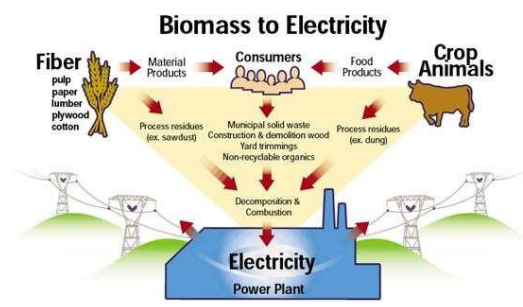 Biomass to Electricity
Fiber
pulp
paper
lumber
plywood
cotton
Material
Products
Consumers
Food
Products
Crop
Animals
Process residues
(ex. sawdust)
Municipal solid waste
Construction & demolition wood
Yard trimmings
Non-recyclable organics
Process residues
(ex. dung)
Decomposition &
Combustion
Electricity
Power Plant